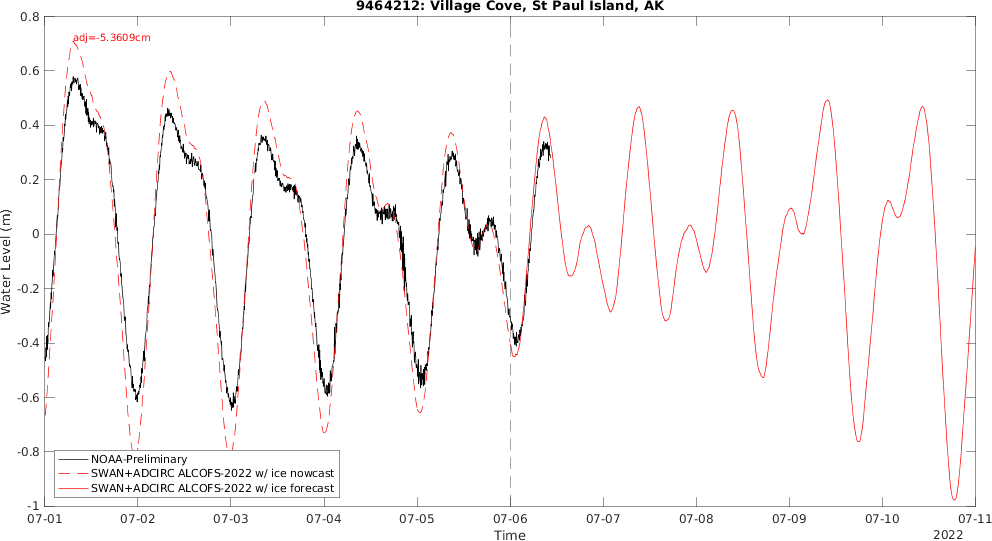 9464212: Village Cove, St Paul Island, AK
adj=-5.3609cm
Water Level (m)
0.8
0.6
0.4
0.2
0
-0.2
-0.4
-0.6
-0.8
-1
NOAA-Preliminary
SWAN+ADCIRC ALCOFS-2022 w/ ice nowcast
SWAN+ADCIRC ALCOFS-2022 w/ ice forecast
07-01 07-02 07-03 07-04 07-05 07-06 07-07 07-08 07-09 07-10 07-11
Time
2022